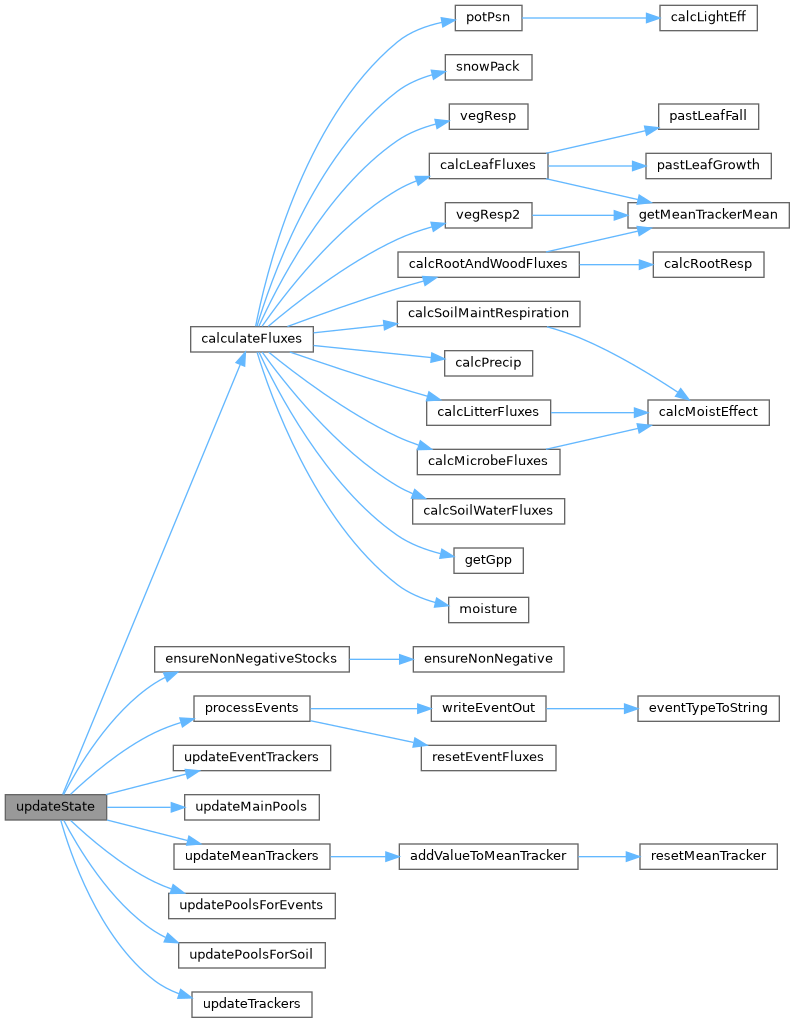 potPsn
calcLightEff
snowPack
vegResp
pastLeafFall
calcLeafFluxes
pastLeafGrowth
vegResp2
getMeanTrackerMean
calcRootAndWoodFluxes
calcRootResp
calcSoilMaintRespiration
calculateFluxes
calcPrecip
calcLitterFluxes
calcMoistEffect
calcMicrobeFluxes
calcSoilWaterFluxes
getGpp
moisture
ensureNonNegativeStocks
ensureNonNegative
processEvents
writeEventOut
eventTypeToString
updateEventTrackers
resetEventFluxes
updateState
updateMainPools
updateMeanTrackers
addValueToMeanTracker
resetMeanTracker
updatePoolsForEvents
updatePoolsForSoil
updateTrackers